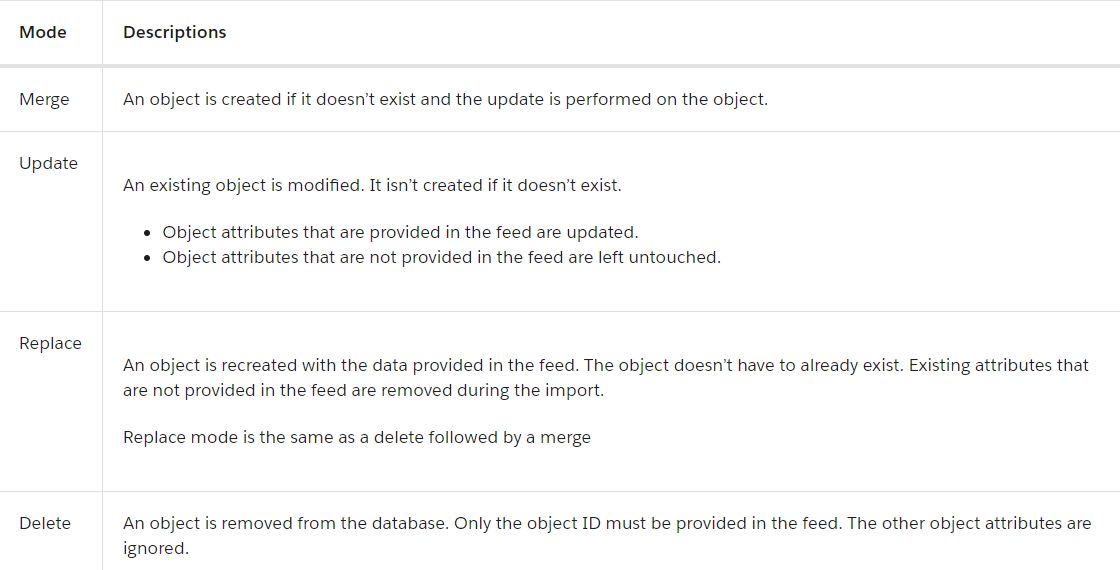 Mode Descriptions
Merge An object is created if it doesn’t exist and the update is performed on the object.
Update
An existing object is modified. It isn’t created if it doesn’t exist.
• Object attributes that are provided in the feed are updated.
• Object attributes that are not provided in the feed are left untouched.
Replace
An object is recreated with the data provided in the feed. The object doesn’t have to already exist. Existing attributes that
are not provided in the feed are removed during the import.
Replace mode is the same as a delete followed by a merge
Delete An object is removed from the database. Only the object ID must be provided in the feed. The other object attributes are
ignored.